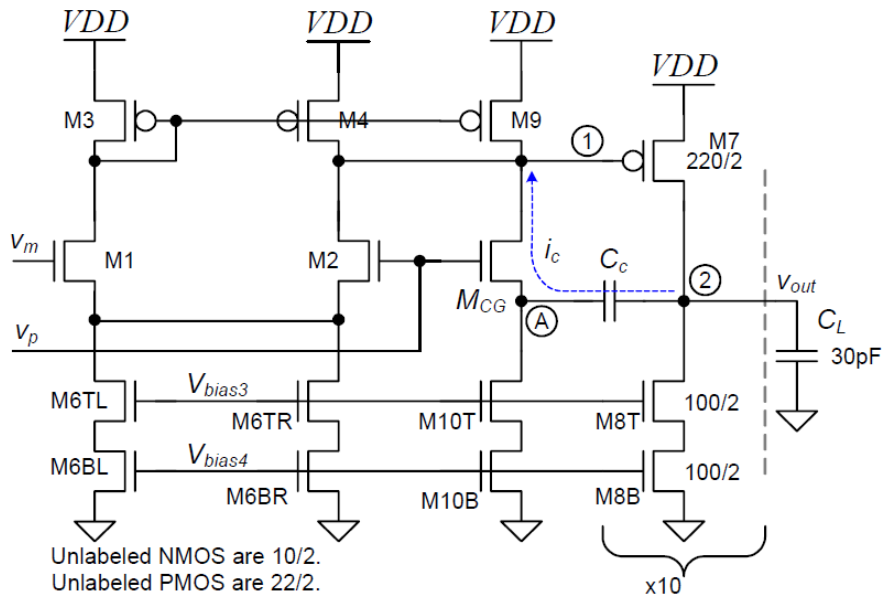 VDD
VDD
VDD
VDD
M3
M4
M9
1
M7
220/2
vm
M1
M2
ic
Cc
2
vout
MCG
A
CL
30pF
vp
Vbias3
M6TL
M6TR
M10T
M8T
100/2
Vbias4
M6BL
M6BR
M10B
M8B
100/2
Unlabeled NMOS are 10/2.
Unlabeled PMOS are 22/2.
x10